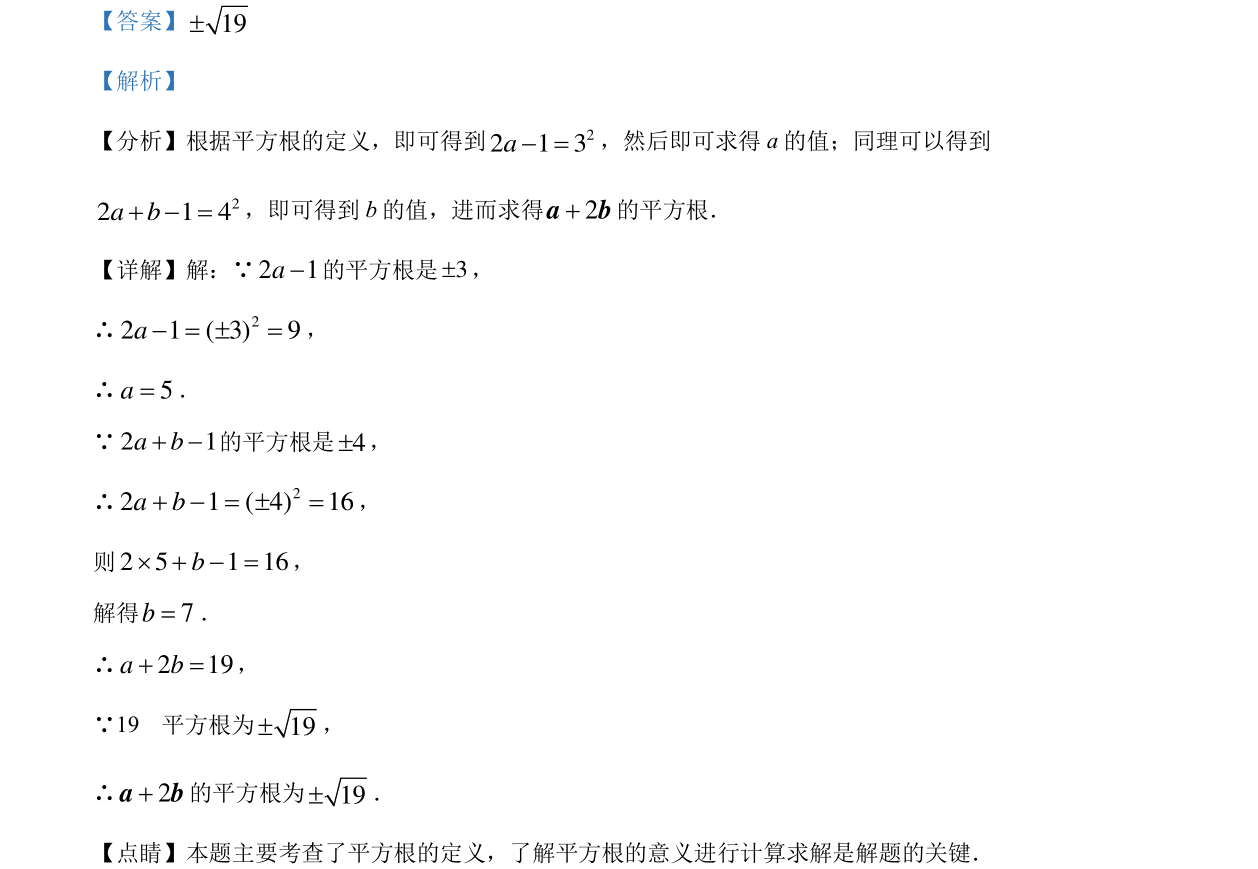 【答案】±√19
【解析】
【分析】根据平方根的定义，即可得到2a−1=3²，然后即可求得 a 的值；同理可以得到
2a+b−1=4²，即可得到 b 的值，进而求得a+2b 的平方根．
【详解】解：∵2a−1的平方根是±3，
∴2a−1=(±3)²=9，
∴a=5．
∵2a+b−1的平方根是±4，
∴2a+b−1=(±4)²=16，
则2×5+b−1=16，
解得b=7．
∴a+2b=19，
∵19 平方根为±√19，
∴a+2b 的平方根为±√19．
【点睛】本题主要考查了平方根的定义，了解平方根的意义进行计算求解是解题的关键．